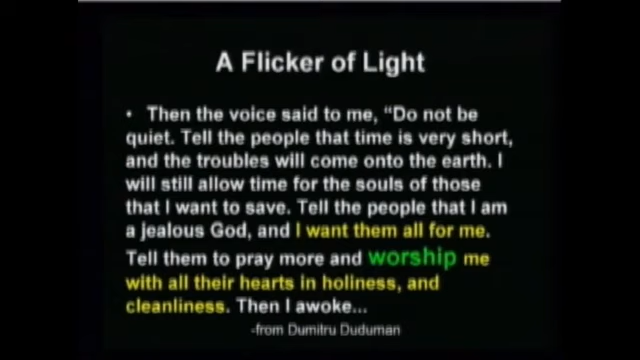 A Flicker of Light
• Then the voice said to me, “Do not be
quiet. Tell the people that time is very short,
and the troubles will come onto the earth. I
will still allow time for the souls of those
that I want to save. Tell the people that I am
a jealous God, and I want them all for me.
Tell them to pray more and worship me
with all their hearts in holiness, and
cleanliness. Then I awoke...
-from Dumitru Duduman